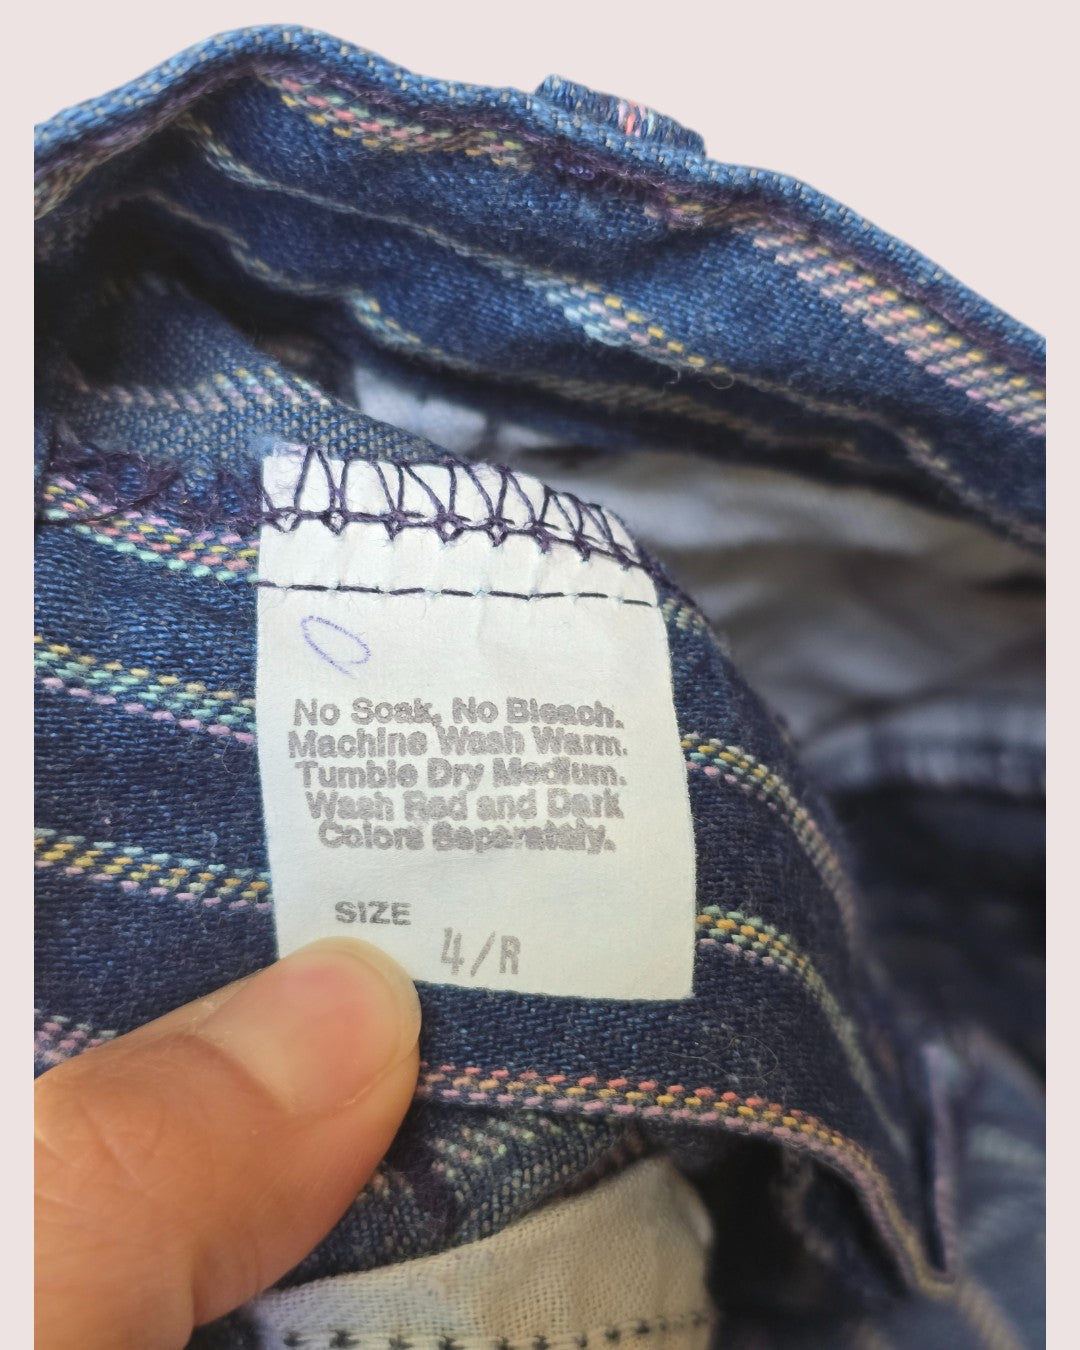 No Soak, No Bleach.
Machine Wash Warm.
Tumble Dry Medium.
Wash Red and Dark
Colors Separately.
SIZE
4/R